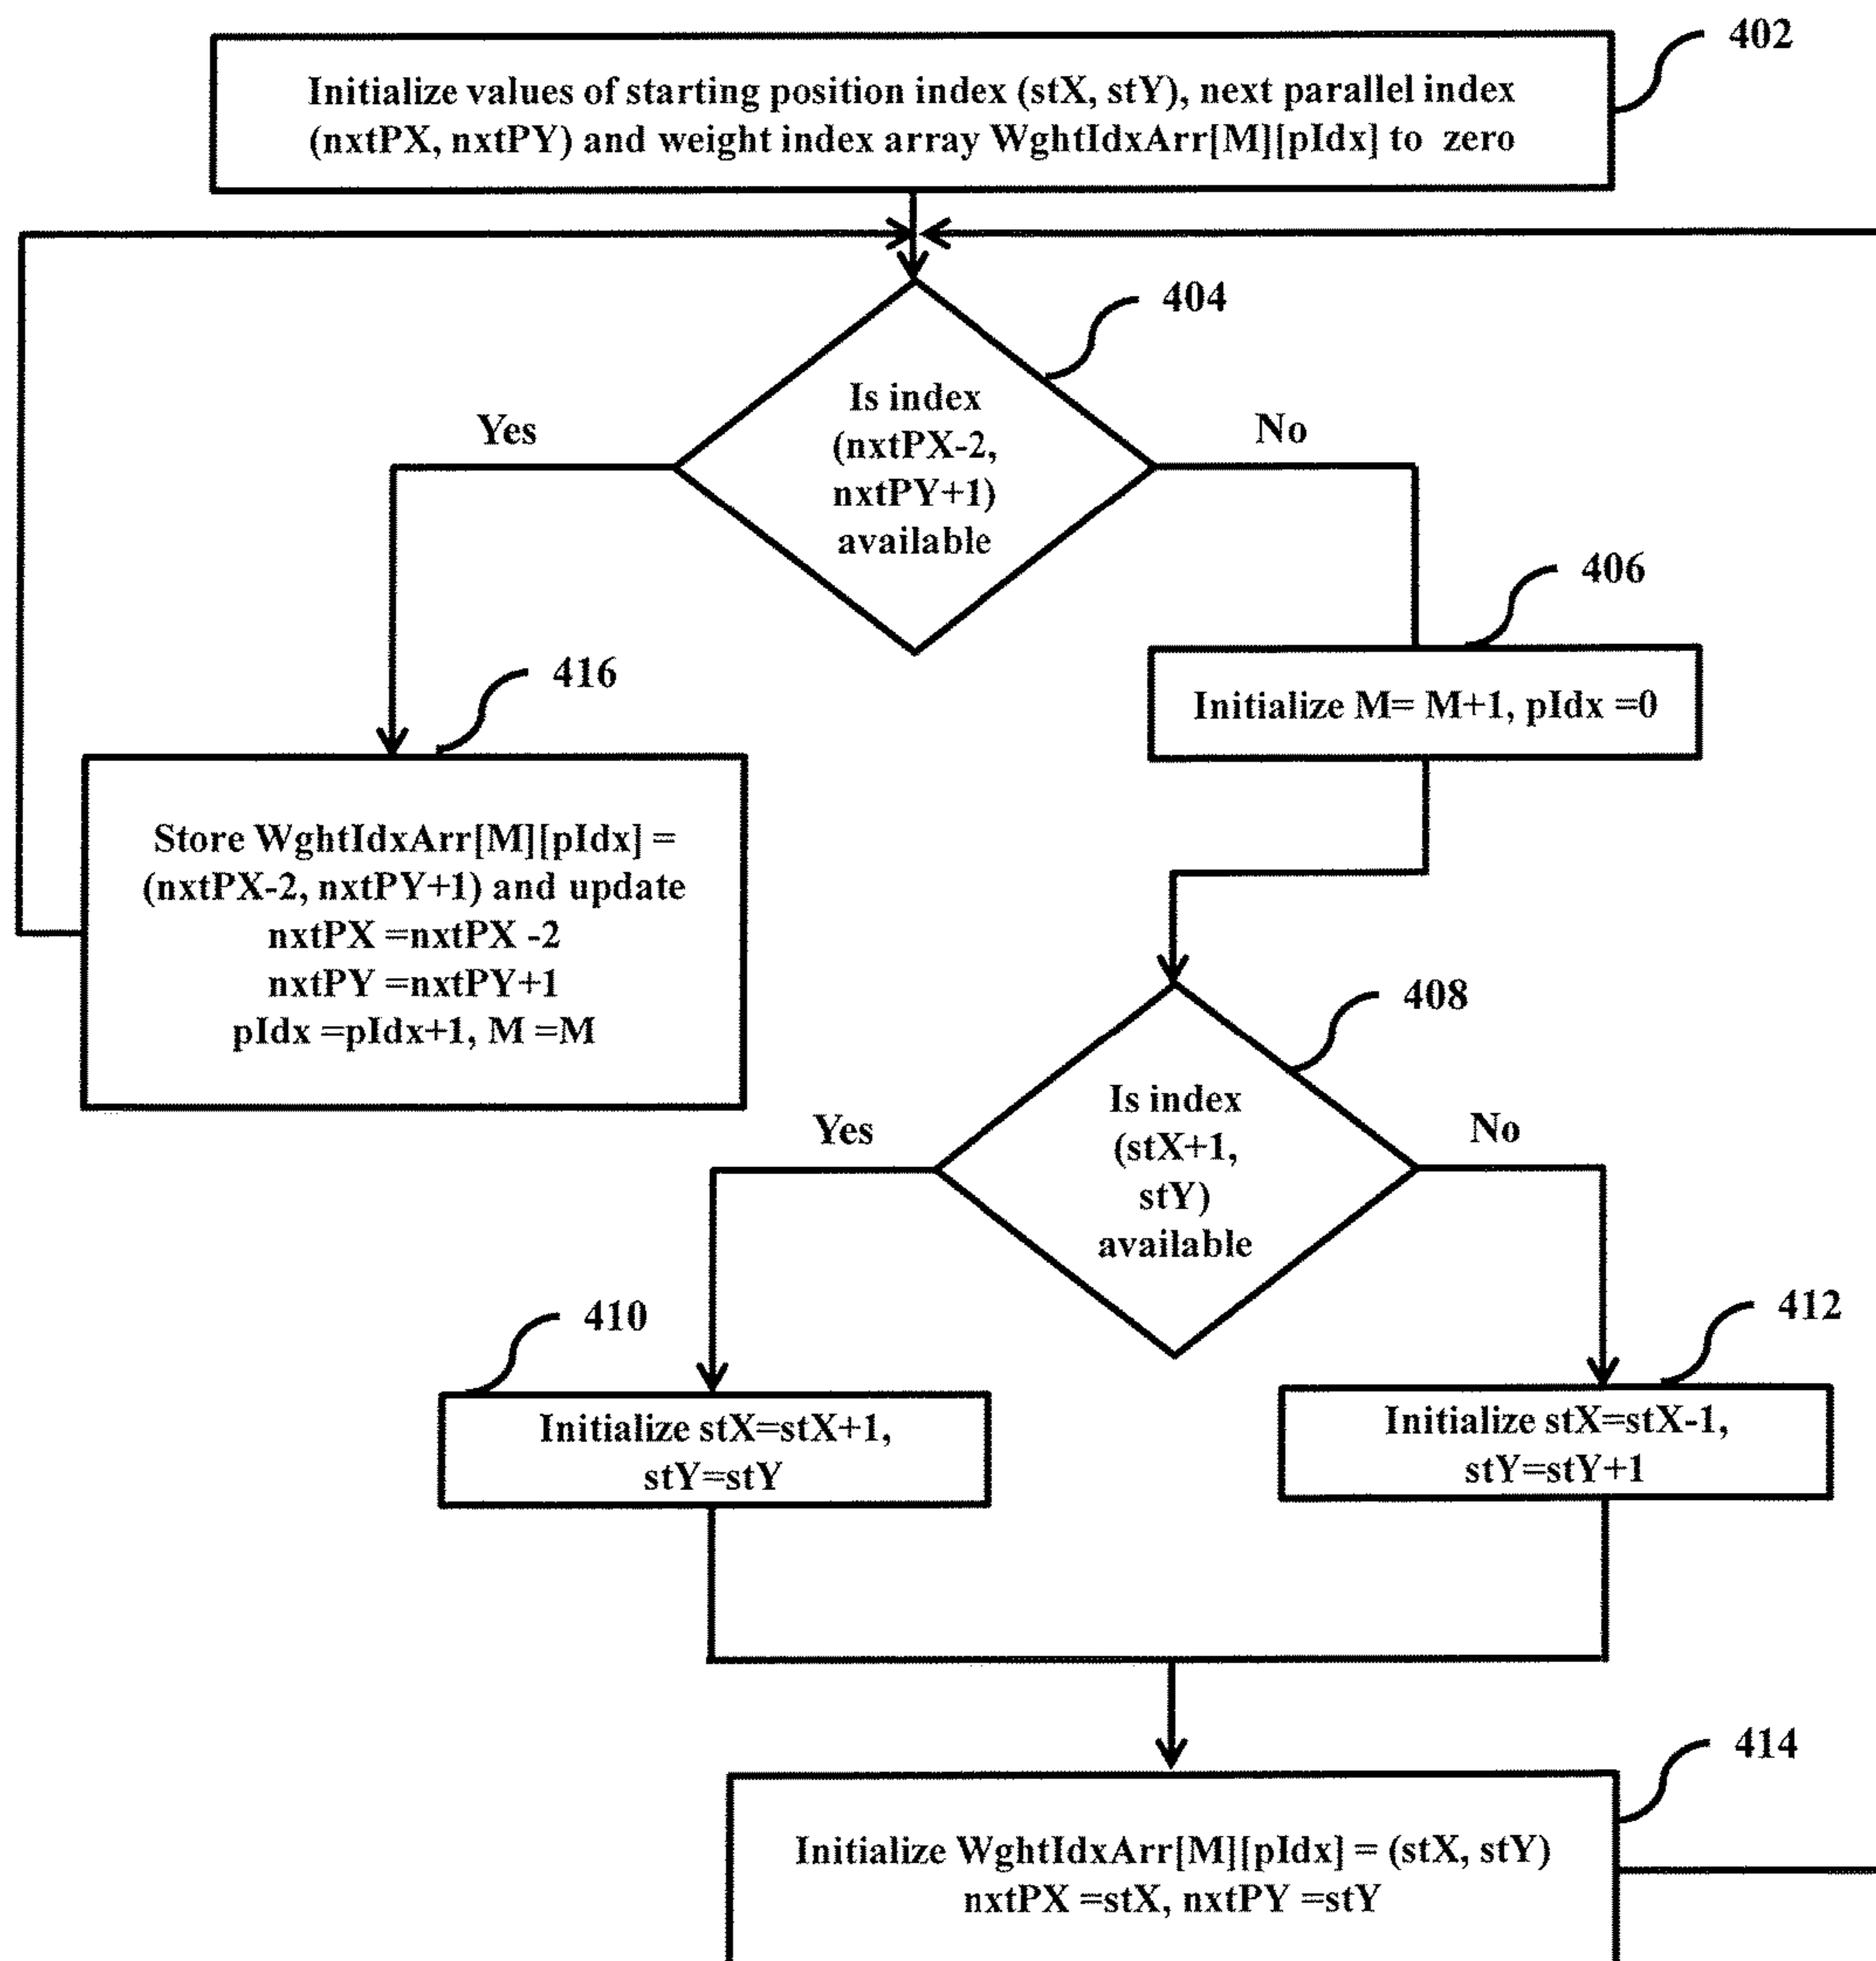 402
Initialize values of starting position index (stX, stY), next parallel index
(nxtPX, nxtPY) and weight index array WghtIdxArr[M][pIdx] to zero
404
Is index
(nxtPX-2,
nxtPY+1)
available
Yes
No
406
Initialize M= M+1, pIdx =0
416
Store WghtIdxArr[M][pIdx] =
(nxtPX-2, nxtPY+1) and update
nxtPX =nxtPX -2
nxtPY =nxtPY+1
pIdx =pIdx+1, M =M
408
Is index
(stX+1,
stY)
available
Yes
No
410
Initialize stX=stX+1,
stY=stY
412
Initialize stX=stX-1,
stY=stY+1
414
Initialize WghtIdxArr[M][pIdx] = (stX, stY)
nxtPX =stX, nxtPY =stY